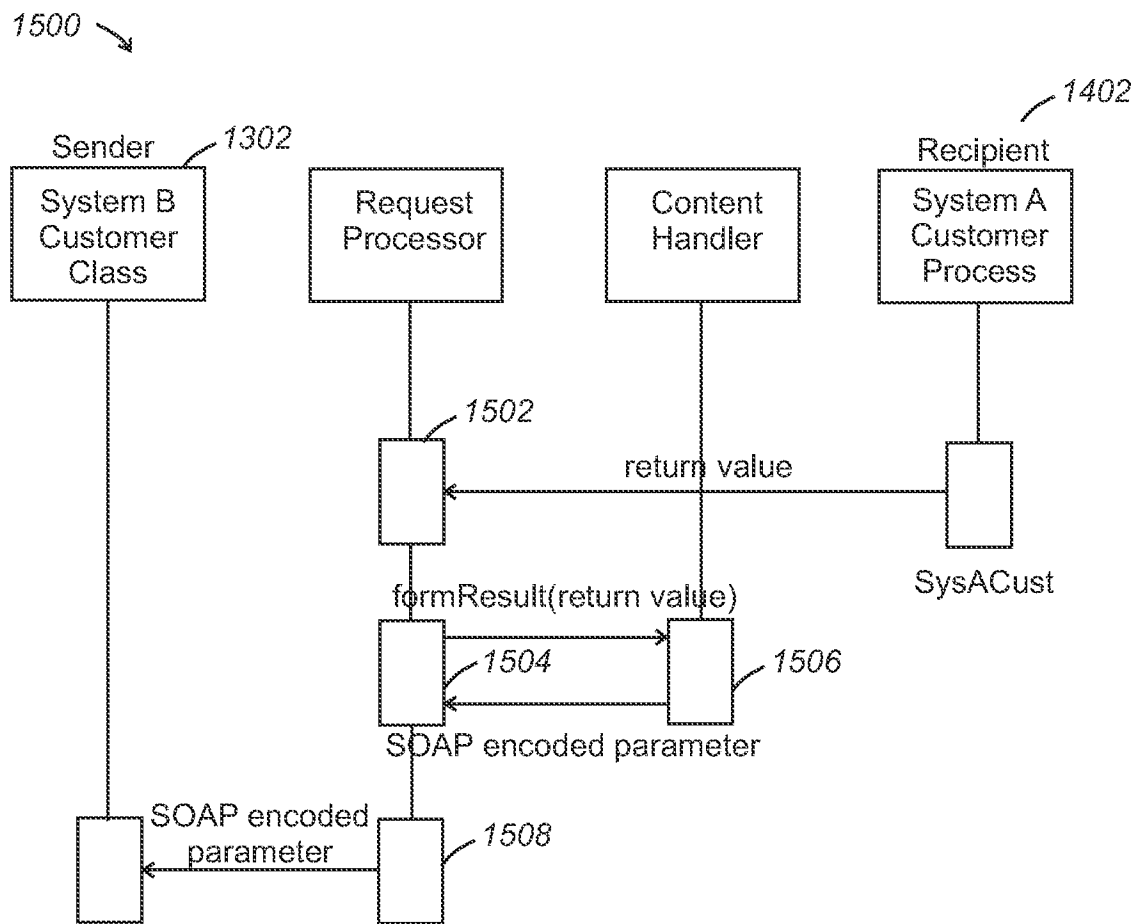 1500
1402
Sender
1302
Recipient
System B
Customer
Class
Request
Processor
Content
Handler
System A
Customer
Process
1502
return value
SysACust
formResult(return value)
1504
1506
SOAP encoded parameter
SOAP encoded
parameter
1508